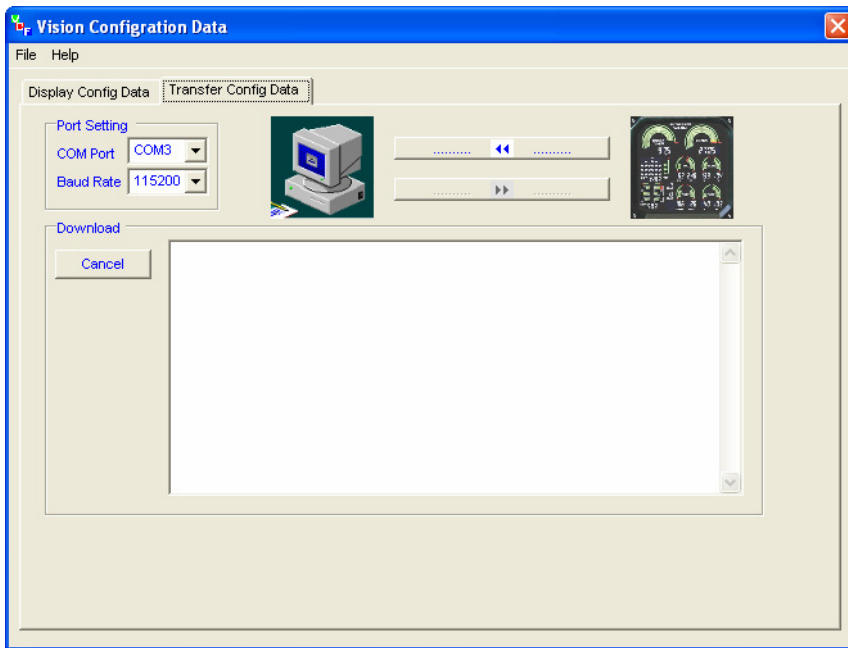 Vision Configration Data
File Help
Display Config Data Transfer Config Data
Port Setting
COM Port COM3
Baud Rate 115200
Download
Cancel